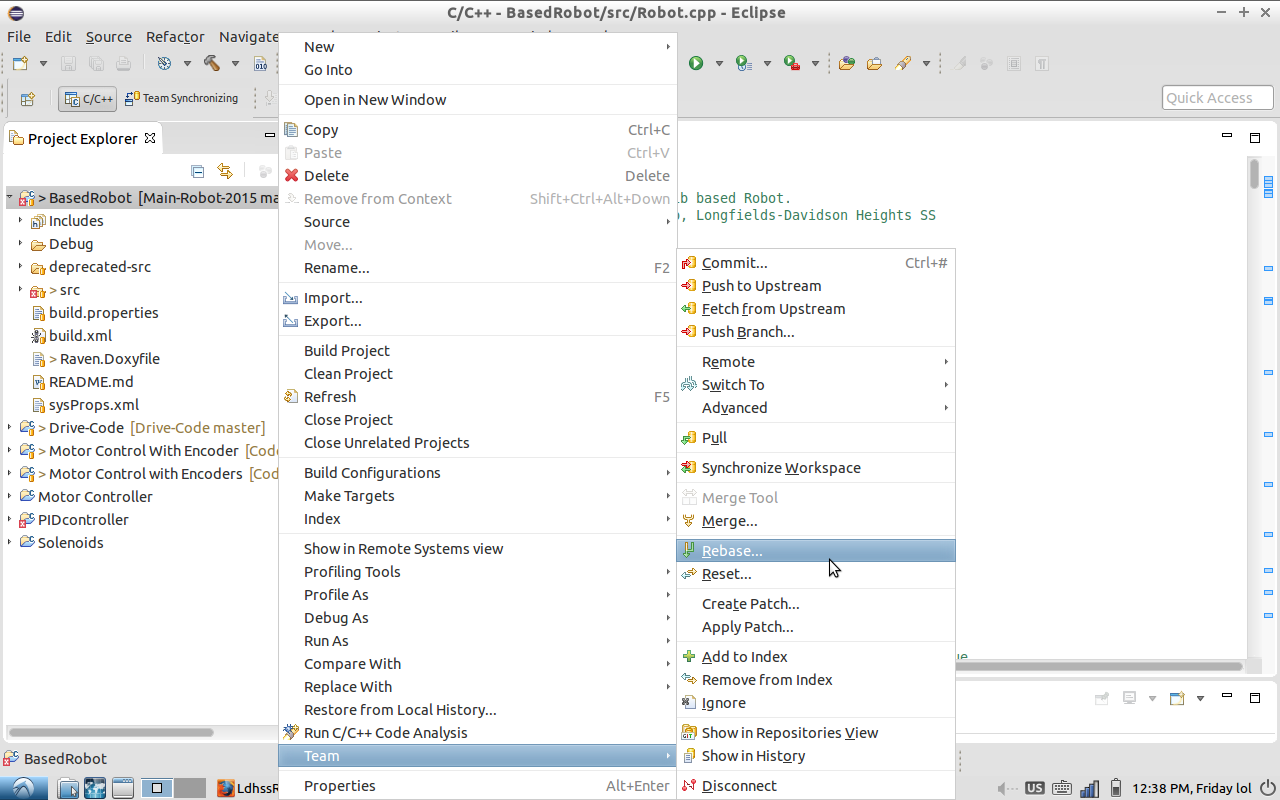 C/C++ - BasedRobot/src/Robot.cpp - Eclipse
File Edit Source Refactor Navigate
C/C++ Team Synchronizing
Quick Access
Project Explorer
> BasedRobot [Main-Robot-2015 ma
Includes
Debug
deprecated-src
> src
build.properties
build.xml
> Raven.Doxyfile
README.md
sysProps.xml
> Drive-Code [Drive-Code master]
> Motor Control With Encoder [Code
> Motor Control with Encoders [Cod
Motor Controller
PIDcontroller
Solenoids
New
Go Into
Open in New Window
Copy Ctrl+C
Paste Ctrl+V
Delete Delete
Remove from Context Shift+Ctrl+Alt+Down
Source
Move...
Rename... F2
Import...
Export...
Build Project
Clean Project
Refresh F5
Close Project
Close Unrelated Projects
Build Configurations
Make Targets
Index
Show in Remote Systems view
Profiling Tools
Profile As
Debug As
Run As
Compare With
Replace With
Restore from Local History...
Run C/C++ Code Analysis
Team
Properties Alt+Enter
b based Robot.
, Longfields-Davidson Heights SS
Commit... Ctrl+#
Push to Upstream
Fetch from Upstream
Push Branch...
Remote
Switch To
Advanced
Pull
Synchronize Workspace
Merge Tool
Merge...
Rebase...
Reset...
Create Patch...
Apply Patch...
Add to Index
Remove from Index
Ignore
Show in Repositories View
Show in History
Disconnect
BasedRobot
LdhssR
US
12:38 PM, Friday lol